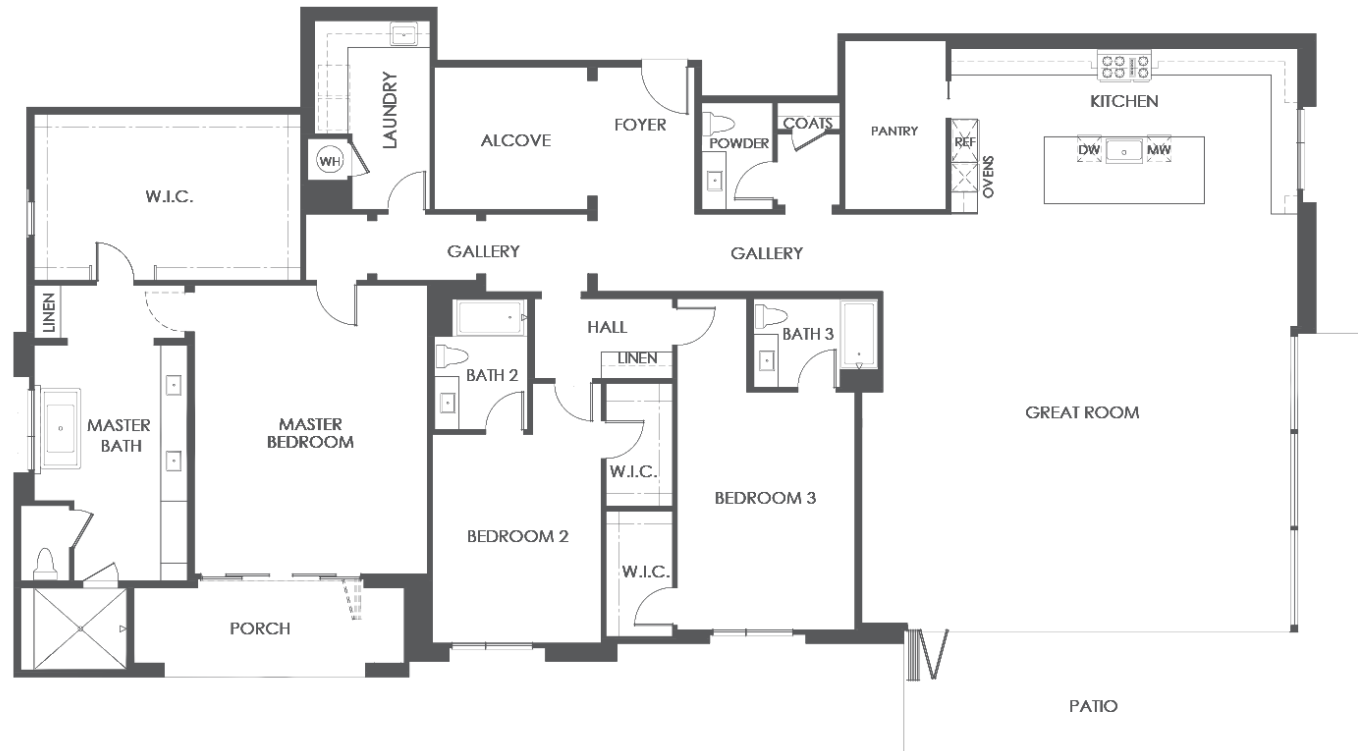 LAUNDRY
KITCHEN
ALCOVE
FOYER
COATS
POWDER
PANTRY
REF
OVENS
DW
MW
WH
W.I.C.
GALLERY
GALLERY
LINEN
HALL
LINEN
BATH 3
BATH 2
MASTER
BATH
MASTER
BEDROOM
GREAT ROOM
W.I.C.
BEDROOM 3
BEDROOM 2
W.I.C.
PORCH
PATIO